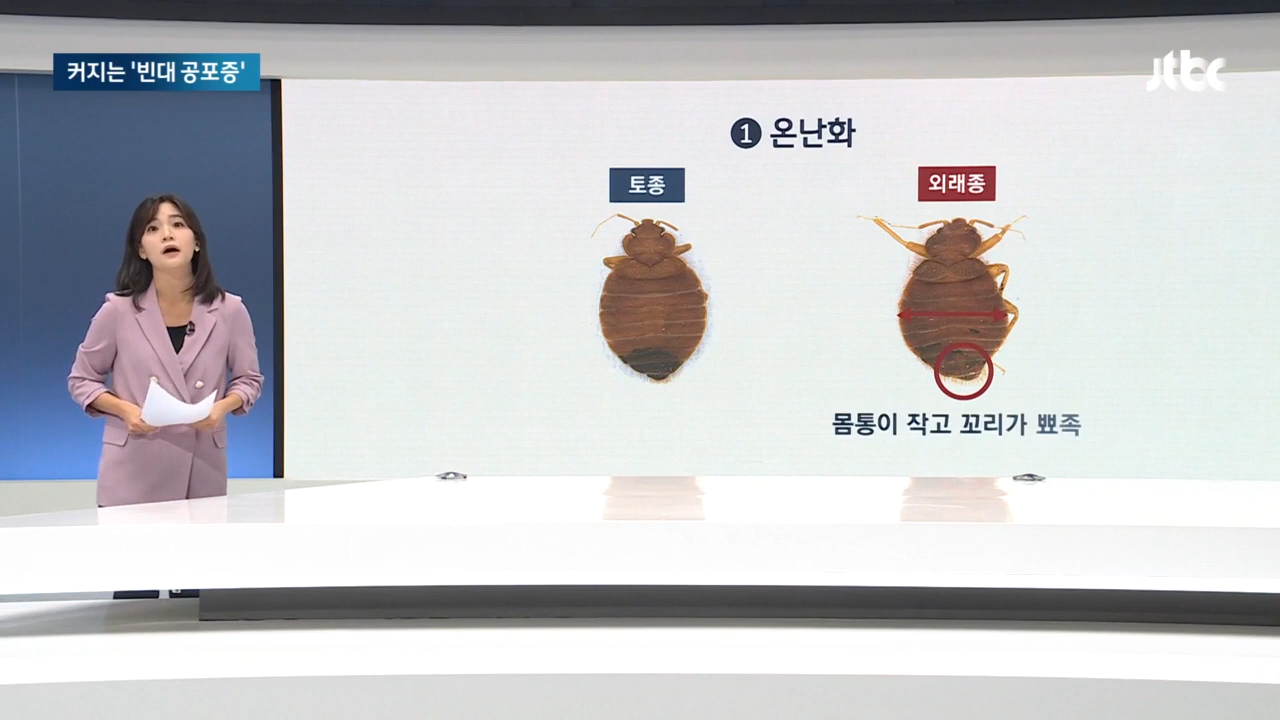 커지는 '빈대 공포증'
jtbc
1 온난화
토종
외래종
몸통이 작고 꼬리가 뾰족